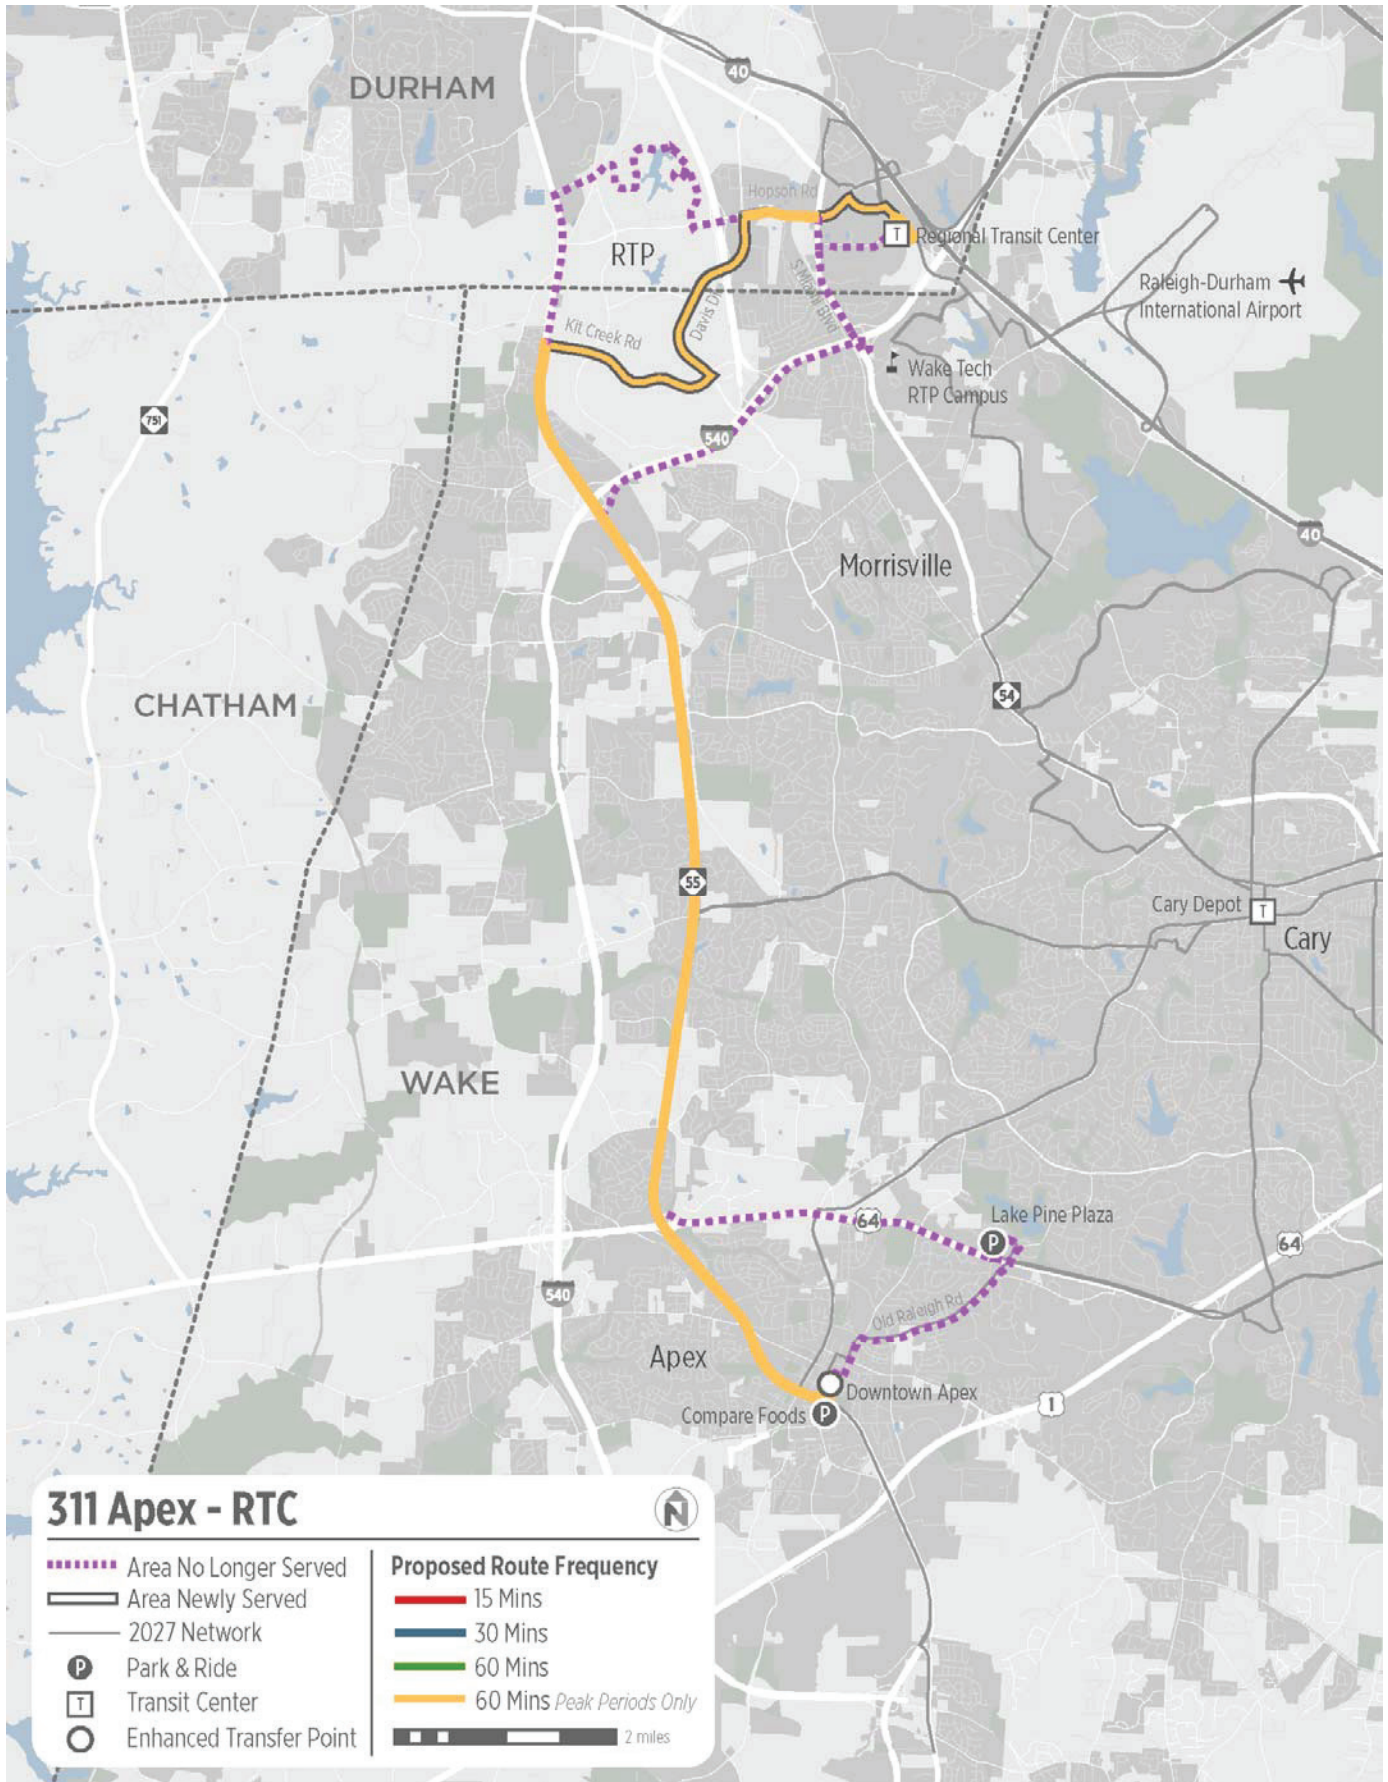 40
DURHAM
Hopson Rd
T
Regional Transit Center
RTP
Raleigh-Durham
International Airport
Davis Dr
S Miami Blvd
Kit Creek Rd
Wake Tech
RTP Campus
751
540
40
Morrisville
54
CHATHAM
55
Cary Depot
T
Cary
WAKE
Lake Pine Plaza
64
P
64
540
Old Raleigh Rd
Apex
Downtown Apex
1
Compare Foods
P
311 Apex - RTC
N
Area No Longer Served
Area Newly Served
2027 Network
P
Park & Ride
T
Transit Center
Enhanced Transfer Point
Proposed Route Frequency
15 Mins
30 Mins
60 Mins
60 Mins Peak Periods Only
2 miles